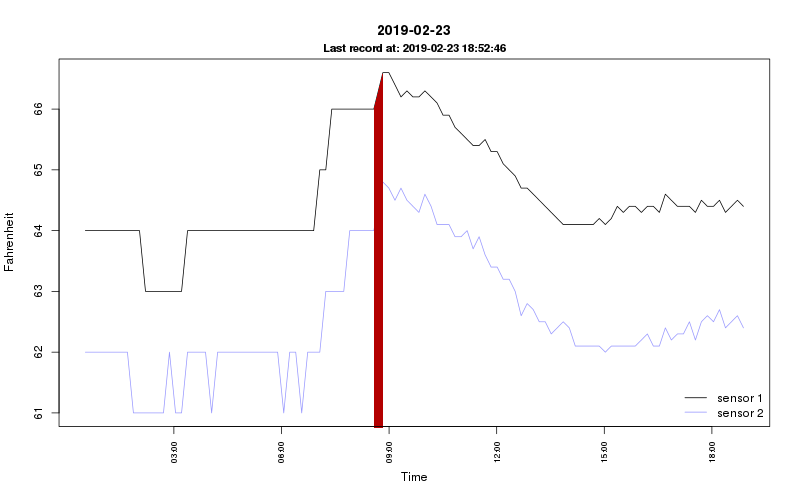 2019-02-23
Last record at: 2019-02-23 18:52:46
Fahrenheit
66
65
64
63
62
61
sensor 1
sensor 2
03:00
06:00
09:00
12:00
15:00
18:00
Time